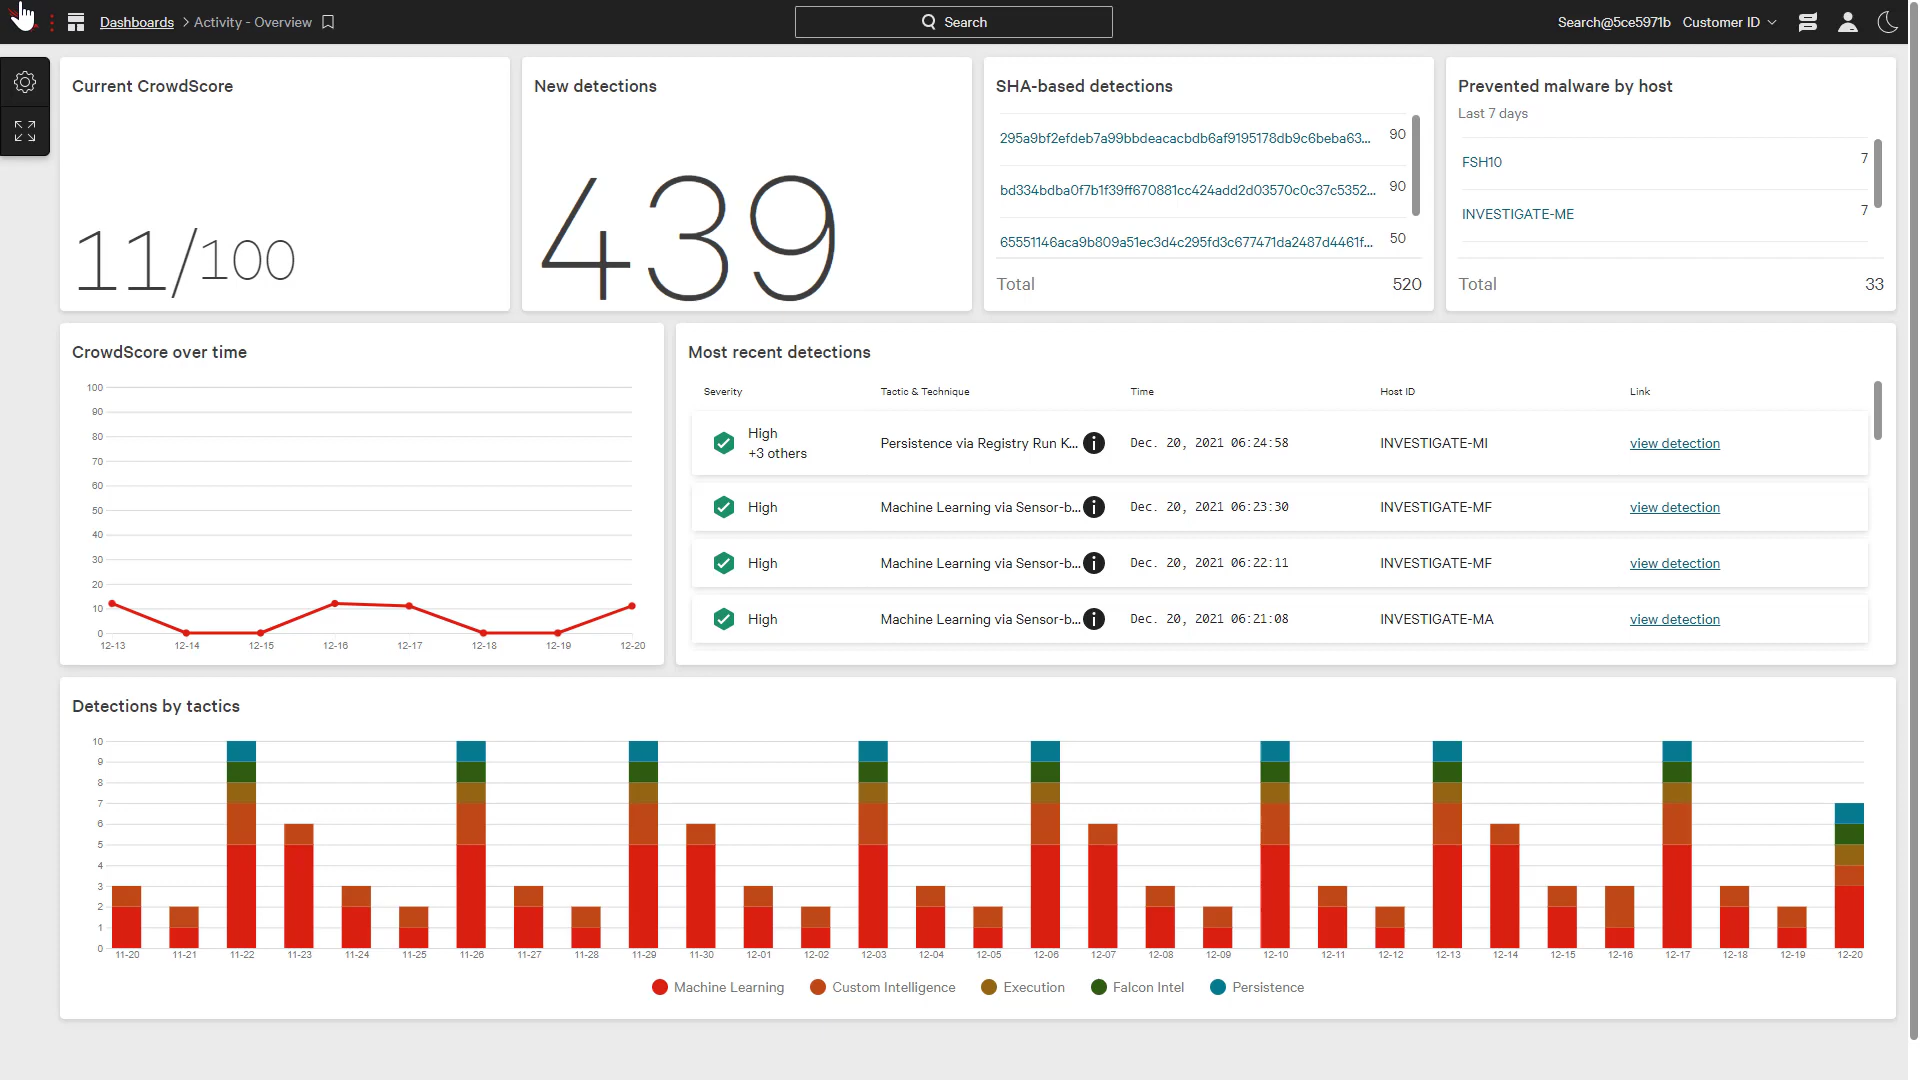 Dashboards > Activity - Overview
Search
Search@5ce5971b Customer ID
Current CrowdScore
11/100
New detections
439
SHA-based detections
295a9bf2efdeb7a99bbdeacacbdb6af9195178db9c6beba63... 90
bd334bdba0f7b1f39ff670881cc424add2d03570c0c37c5352... 90
65551146aca9b809a51ec3d4c295fd3c677471da2487d4461f... 50
Total 520
Prevented malware by host
Last 7 days
FSH10 7
INVESTIGATE-ME 7
Total 33
CrowdScore over time
100
90
80
70
60
50
40
30
20
10
0
12-13 12-14 12-15 12-16 12-17 12-18 12-19 12-20
Most recent detections
Severity Tactic & Technique Time Host ID Link
High
+3 others
Persistence via Registry Run K... Dec. 20, 2021 06:24:58 INVESTIGATE-MI view detection
High Machine Learning via Sensor-b... Dec. 20, 2021 06:23:30 INVESTIGATE-MF view detection
High Machine Learning via Sensor-b... Dec. 20, 2021 06:22:11 INVESTIGATE-MF view detection
High Machine Learning via Sensor-b... Dec. 20, 2021 06:21:08 INVESTIGATE-MA view detection
Detections by tactics
10
9
8
7
6
5
4
3
2
1
0
11-20 11-21 11-22 11-23 11-24 11-25 11-26 11-27 11-28 11-29 11-30 12-01 12-02 12-03 12-04 12-05 12-06 12-07 12-08 12-09 12-10 12-11 12-12 12-13 12-14 12-15 12-16 12-17 12-18 12-19 12-20
Machine Learning Custom Intelligence Execution Falcon Intel Persistence